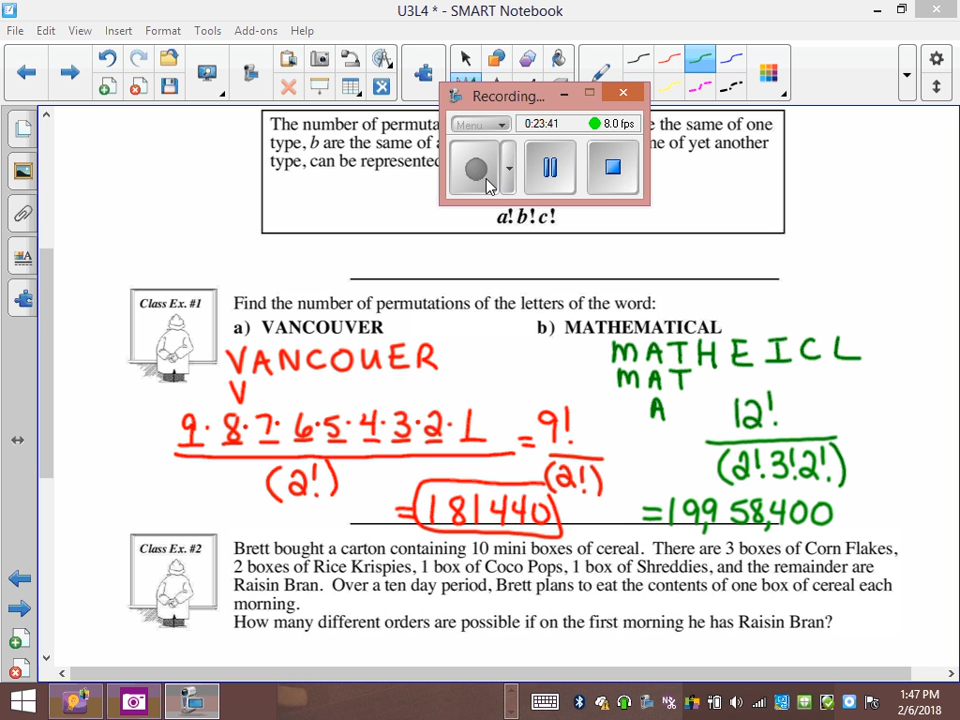 U3L4 * - SMART Notebook
File Edit View Insert Format Tools Add-ons Help
Recording...
Menu 0:23:41 8.0 fps
The number of permuta e the same of one
type, b are the same of a ne of yet another
type, can be represented
a! b! c!
Class Ex. #1
Find the number of permutations of the letters of the word:
a) VANCOUVER b) MATHEMATICAL
VANCOUER MATHEICL
V MAT
A
9·8·7·6·5·4·3·2·1 = 9! 12!
(2!) (2!) (2!3!2!)
= 181440 = 199,58,400
Class Ex. #2
Brett bought a carton containing 10 mini boxes of cereal. There are 3 boxes of Corn Flakes,
2 boxes of Rice Krispies, 1 box of Coco Pops, 1 box of Shreddies, and the remainder are
Raisin Bran. Over a ten day period, Brett plans to eat the contents of one box of cereal each
morning.
How many different orders are possible if on the first morning he has Raisin Bran?
1:47 PM
2/6/2018